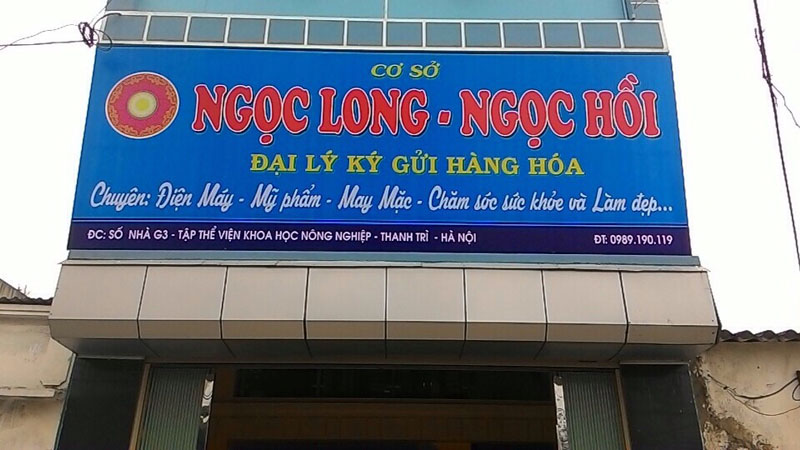 CƠ SỞ
NGỌC LONG - NGỌC HỒI
ĐẠI LÝ KÝ GỬI HÀNG HÓA
Chuyên: Điện Máy - Mỹ phẩm - May Mặc - Chăm sóc sức khỏe và Làm đẹp...
ĐC: SỐ NHÀ G3 - TẬP THỂ VIỆN KHOA HỌC NÔNG NGHIỆP - THANH TRÌ - HÀ NỘI ĐT: 0989.190.119